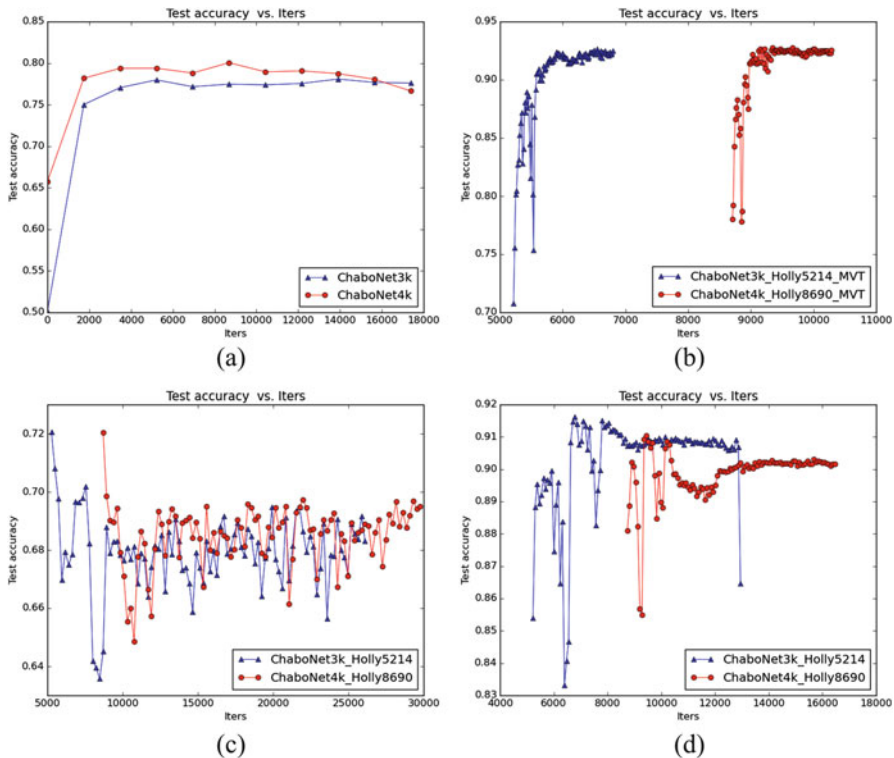 Test accuracy vs. Iters
0.85
0.80
0.75
0.70
0.65
0.60
0.55
0.50
Test accuracy
0 2000 4000 6000 8000 10000 12000 14000 16000 18000
Iters
ChaboNet3k
ChaboNet4k
(a)
Test accuracy vs. Iters
0.95
0.90
0.85
0.80
0.75
0.70
Test accuracy
5000 6000 7000 8000 9000 10000 11000
Iters
ChaboNet3k_Holly5214_MVT
ChaboNet4k_Holly8690_MVT
(b)
Test accuracy vs. Iters
0.72
0.70
0.68
0.66
0.64
Test accuracy
5000 10000 15000 20000 25000 30000
Iters
ChaboNet3k_Holly5214
ChaboNet4k_Holly8690
(c)
Test accuracy vs. Iters
0.92
0.91
0.90
0.89
0.88
0.87
0.86
0.85
0.84
0.83
Test accuracy
4000 6000 8000 10000 12000 14000 16000 18000
Iters
ChaboNet3k_Holly5214
ChaboNet4k_Holly8690
(d)